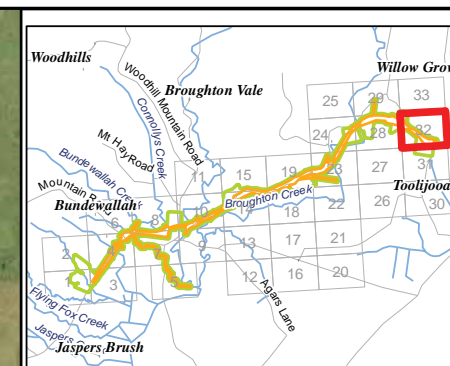 Woodhills
Willow Grov
Broughton Vale
Woodhill Mountain Road
Connollys Creek
Mt HayRoad
Bundewallah Creek
Mountain Road
Bundewallah
Broughton Creek
Toolijooa
Agars Lane
Flying Fox Creek
Jaspers
Jaspers Brush
33
29
25
32
28
24
31
27
23
19
15
11
30
26
22
18
14
10
8
6
21
17
13
9
7
2
20
16
12
5
3
1